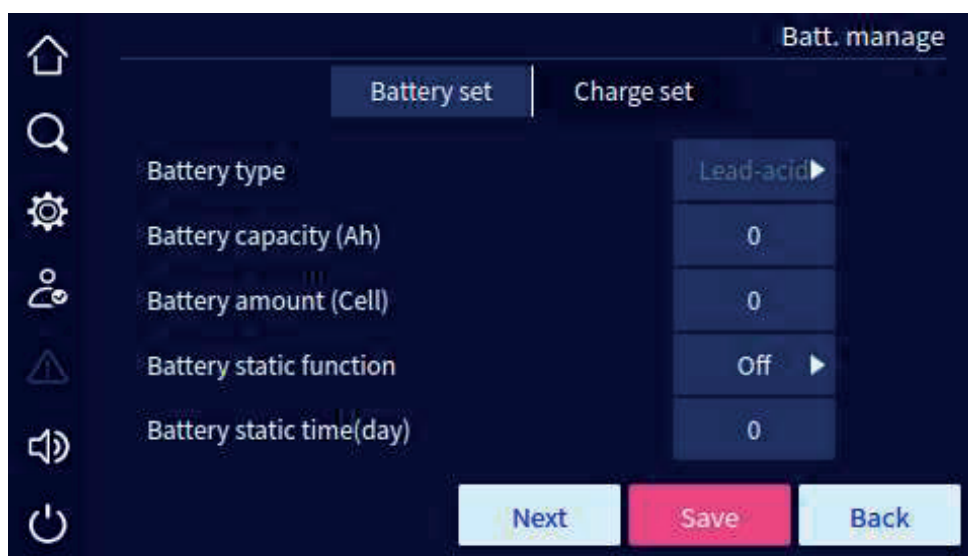 Batt. manage
Battery set Charge set
Battery type Lead-acid
Battery capacity (Ah) 0
Battery amount (Cell) 0
Battery static function Off
Battery static time(day) 0
Next Save Back